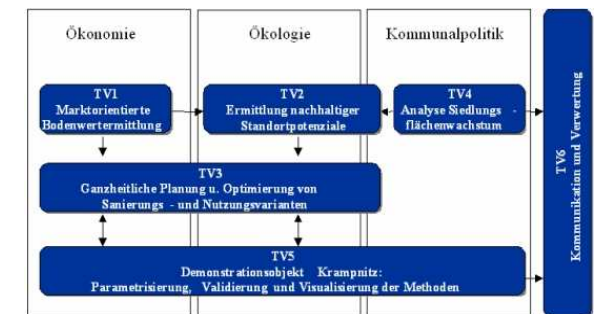 Ökonomie
Ökologie
Kommunalpolitik
TV1
Marktorientierte
Bodenwertermittlung
TV2
Ermittlung nachhaltiger
Standortpotenziale
TV4
Analyse Siedlungs -
flächenwachstum
TV3
Ganzheitliche Planung u. Optimierung von
Sanierungs - und Nutzungsvarianten
TV5
Demonstrationsobjekt Krampnitz:
Parametrisierung, Validierung und Visualisierung der Methoden
TV6
Kommunikation und Verwertung